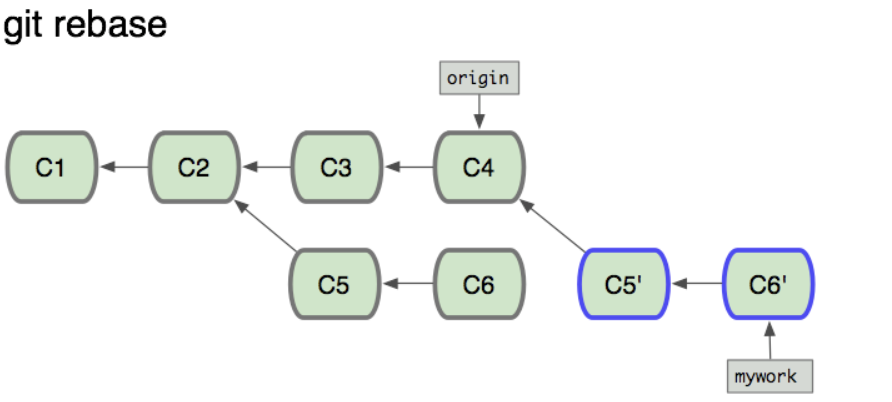 git rebase
origin
C1 C2 C3 C4
C5 C6 C5' C6'
mywork